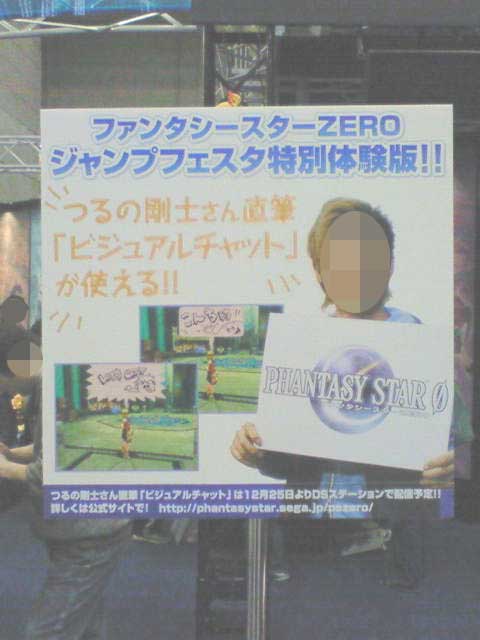 ファンタシースターZERO
ジャンプフェスタ特別体験版!!
つるの剛士さん直筆
「ビジュアルチャット」
が使える!!
PHANTASY STAR 0
つるの剛士さん直筆「ビジュアルチャット」は12月25日よりDSステーションで配信予定!!
詳しくは公式サイトで! http://phantasystar.sega.jp/pszero/